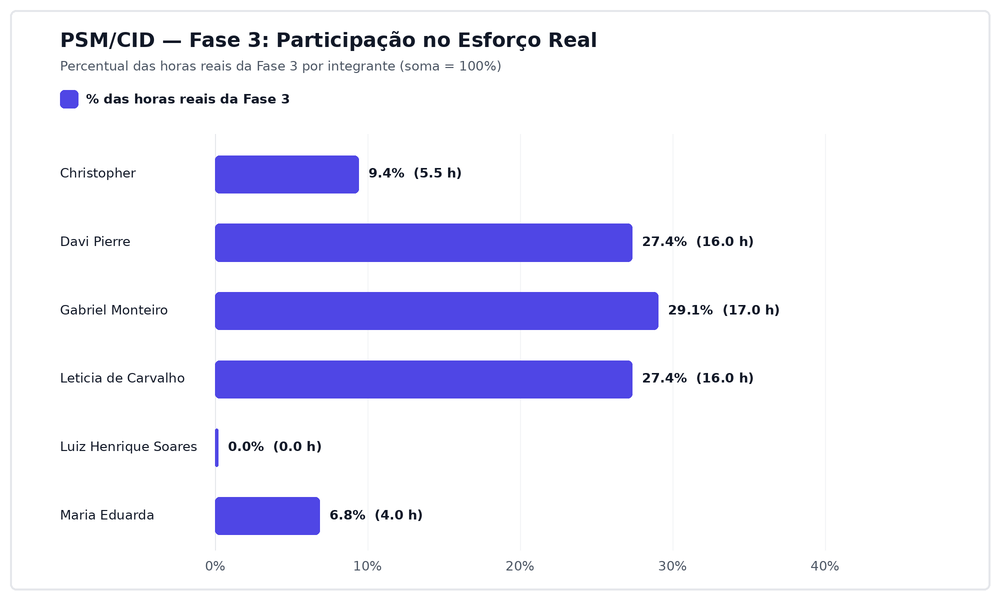 PSM/CID — Fase 3: Participação no Esforço Real
Percentual das horas reais da Fase 3 por integrante (soma = 100%)
% das horas reais da Fase 3
Christopher 9.4% (5.5 h)
Davi Pierre 27.4% (16.0 h)
Gabriel Monteiro 29.1% (17.0 h)
Leticia de Carvalho 27.4% (16.0 h)
Luiz Henrique Soares 0.0% (0.0 h)
Maria Eduarda 6.8% (4.0 h)
0% 10% 20% 30% 40%